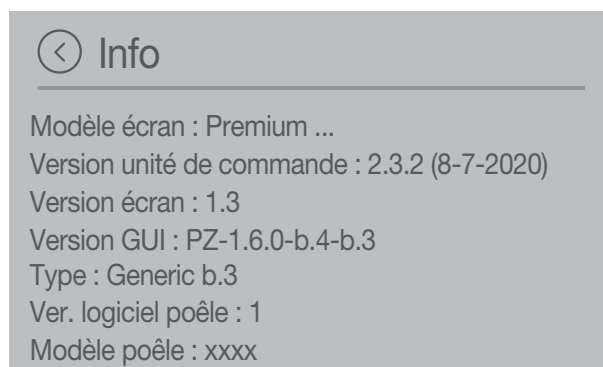 Info
Modèle écran : Premium ...
Version unité de commande : 2.3.2 (8-7-2020)
Version écran : 1.3
Version GUI : PZ-1.6.0-b.4-b.3
Type : Generic b.3
Ver. logiciel poêle : 1
Modèle poêle : xxxx